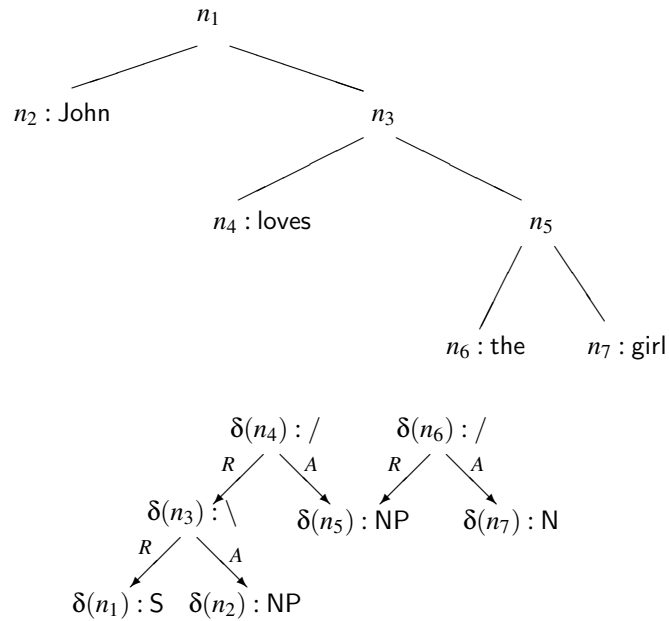 n₁
n₂ : John n₃
n₄ : loves n₅
n₆ : the n₇ : girl
δ(n₄) : / δ(n₆) : /
R A R A
δ(n₃) : \ δ(n₅) : NP δ(n₇) : N
R A
δ(n₁) : S δ(n₂) : NP